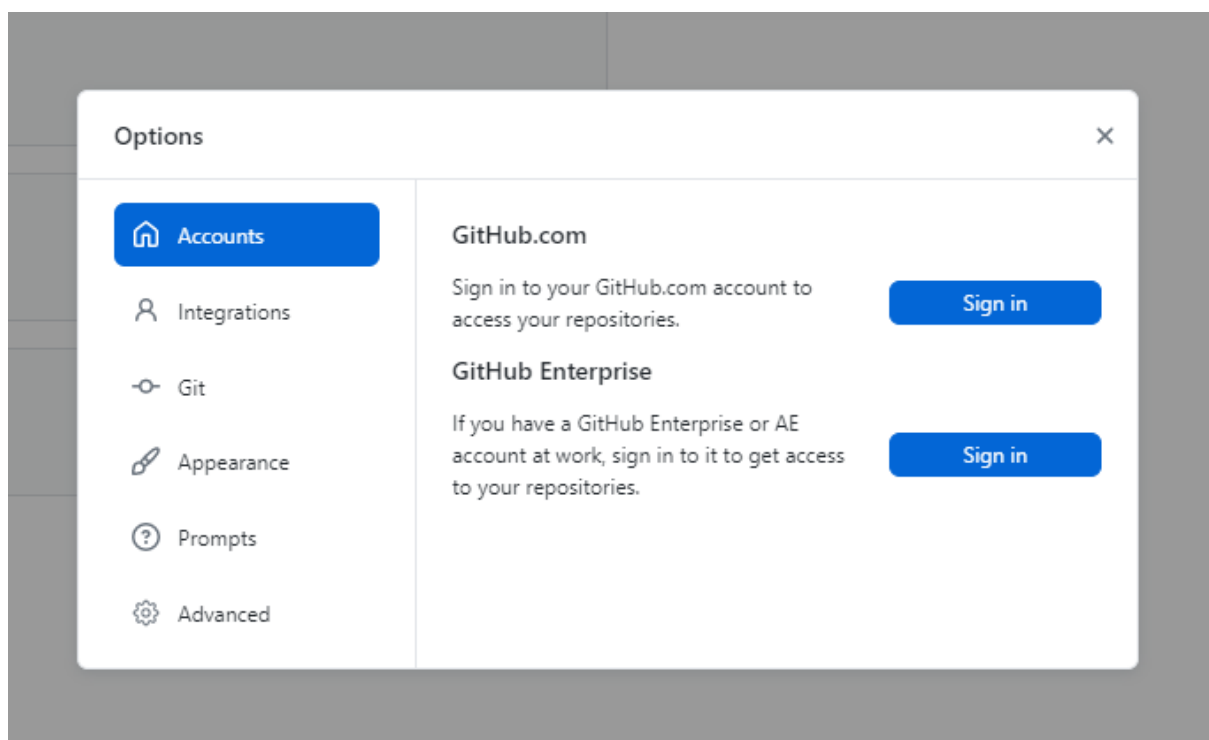 Options
Accounts
Integrations
Git
Appearance
Prompts
Advanced
GitHub.com
Sign in to your GitHub.com account to
access your repositories.
Sign in
GitHub Enterprise
If you have a GitHub Enterprise or AE
account at work, sign in to it to get access
to your repositories.
Sign in